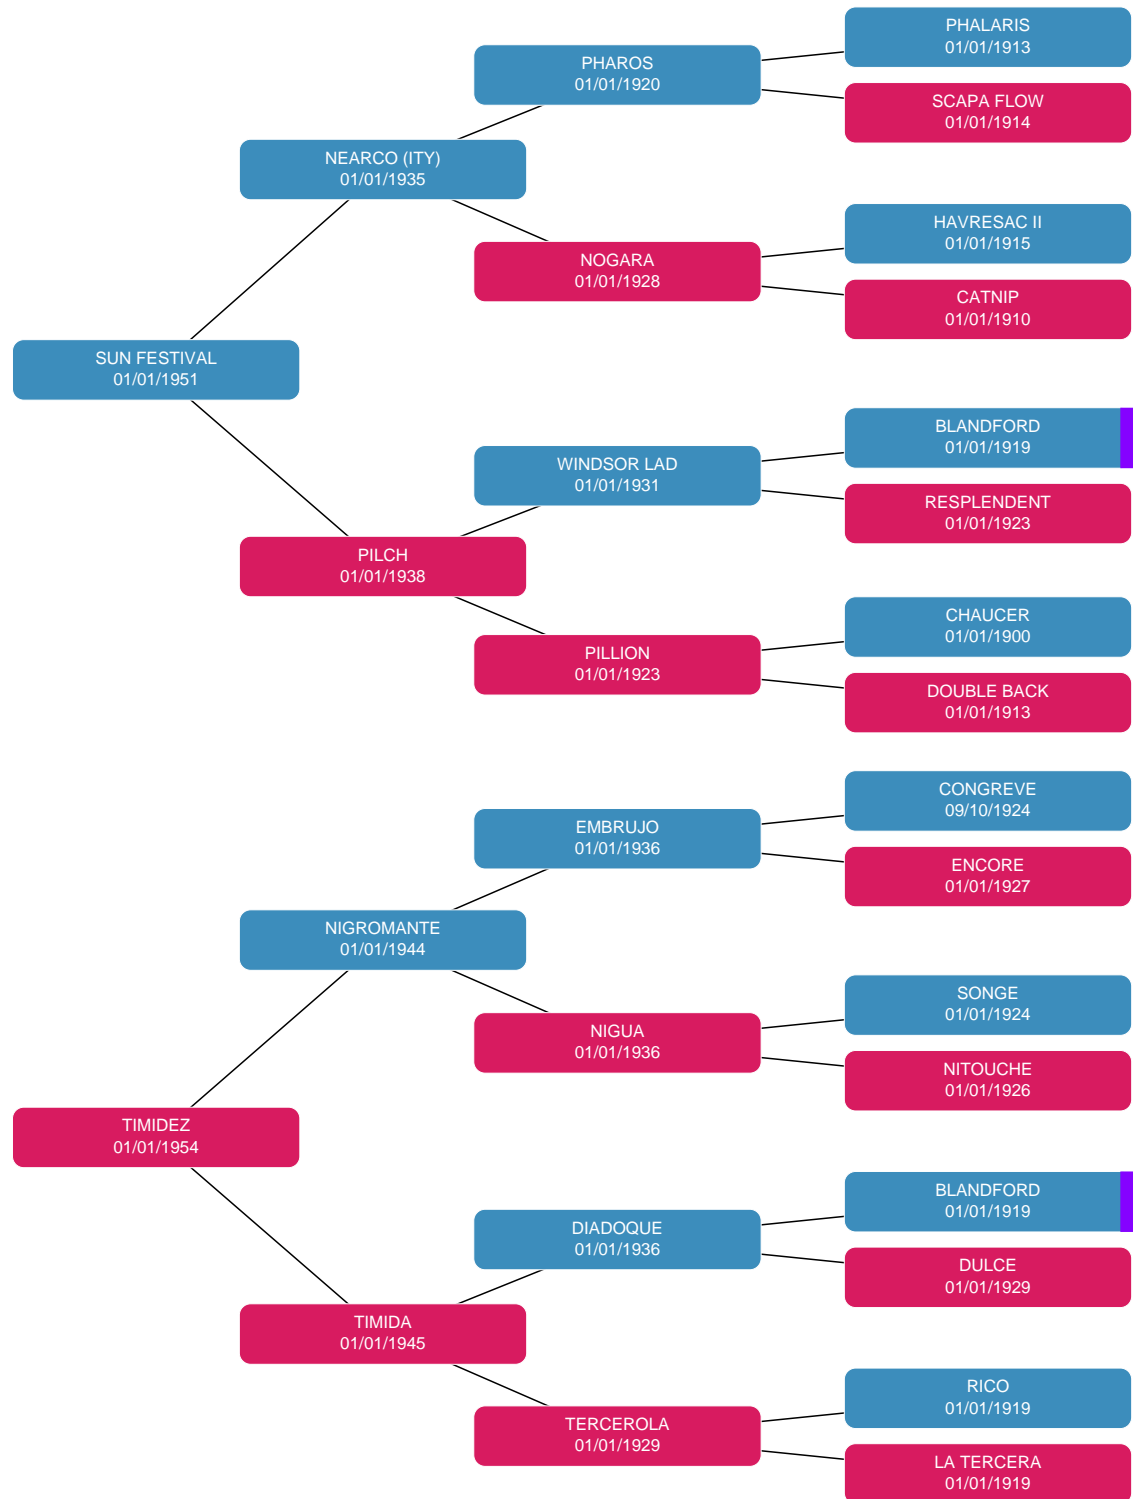 PHALARIS
01/01/1913
PHAROS
01/01/1920
SCAPA FLOW
01/01/1914
NEARCO (ITY)
01/01/1935
HAVRESAC II
01/01/1915
NOGARA
01/01/1928
CATNIP
01/01/1910
SUN FESTIVAL
01/01/1951
BLANDFORD
01/01/1919
WINDSOR LAD
01/01/1931
RESPLENDENT
01/01/1923
PILCH
01/01/1938
CHAUCER
01/01/1900
PILLION
01/01/1923
DOUBLE BACK
01/01/1913
CONGREVE
09/10/1924
EMBRUJO
01/01/1936
ENCORE
01/01/1927
NIGROMANTE
01/01/1944
SONGE
01/01/1924
NIGUA
01/01/1936
NITOUCHE
01/01/1926
TIMIDEZ
01/01/1954
BLANDFORD
01/01/1919
DIADOQUE
01/01/1936
DULCE
01/01/1929
TIMIDA
01/01/1945
RICO
01/01/1919
TERCEROLA
01/01/1929
LA TERCERA
01/01/1919